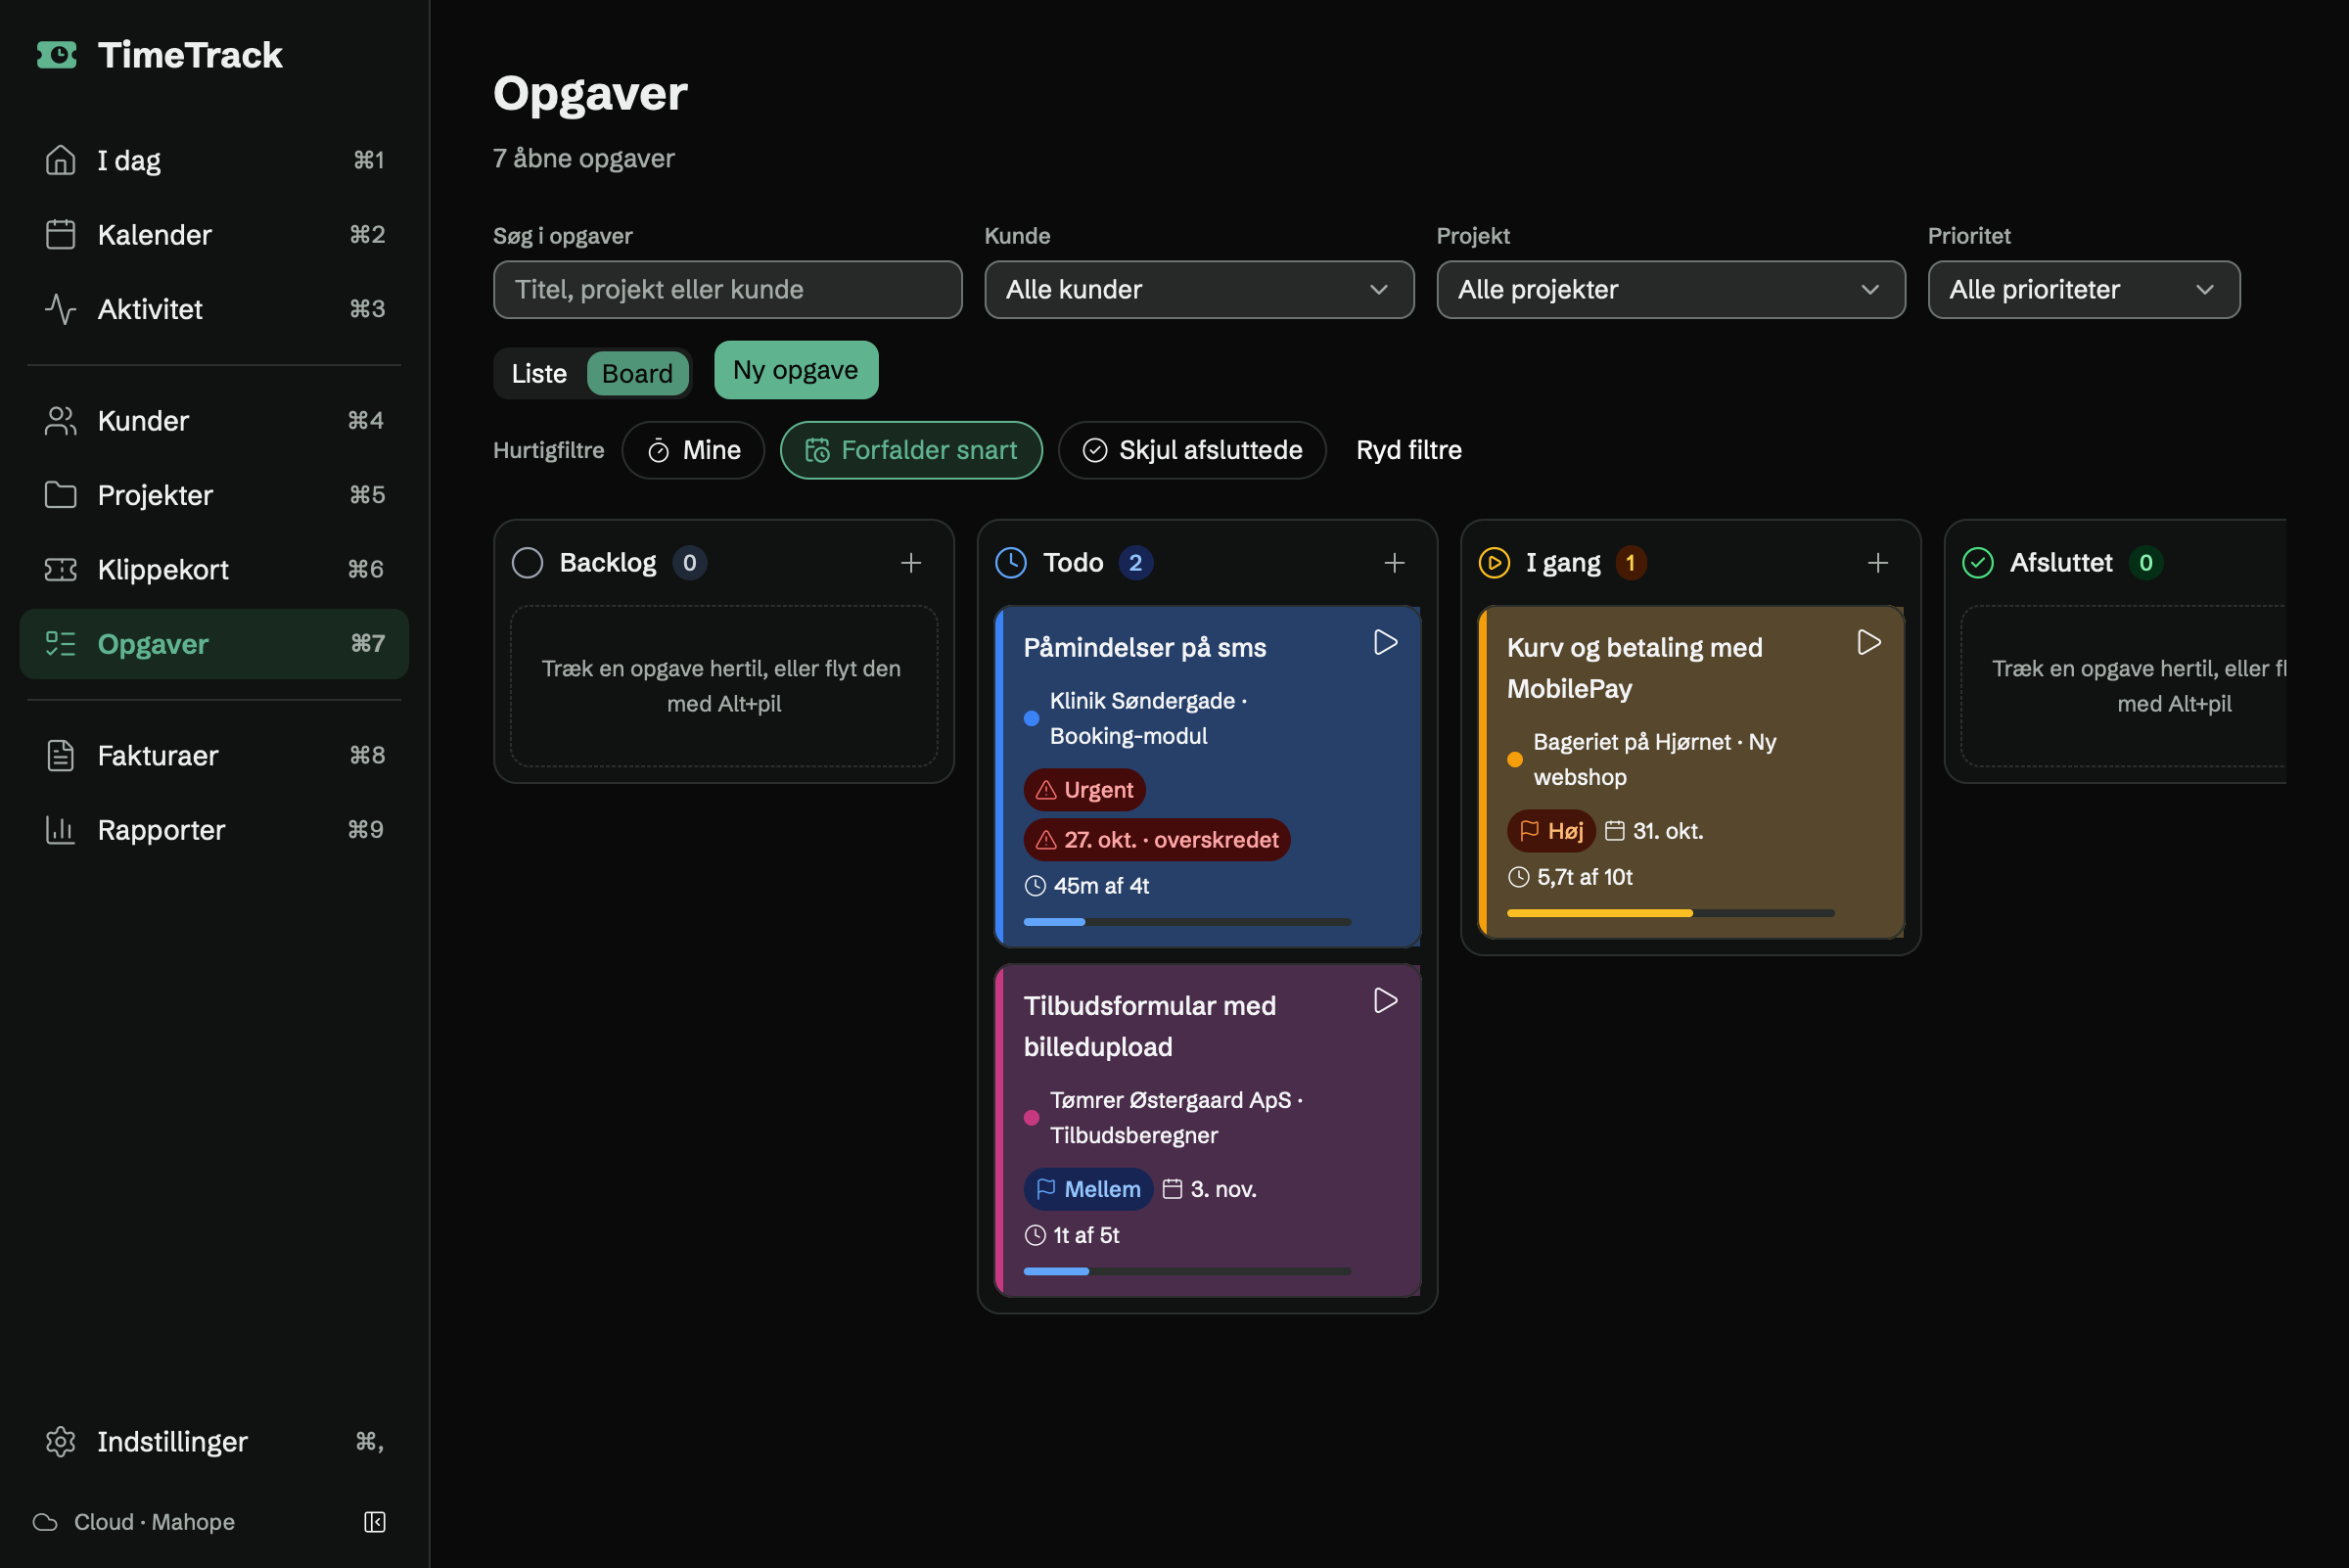 TimeTrack
I dag ⌘1
Kalender ⌘2
Aktivitet ⌘3
Kunder ⌘4
Projekter ⌘5
Klippekort ⌘6
Opgaver ⌘7
Fakturaer ⌘8
Rapporter ⌘9
Indstillinger ⌘,
Cloud · Mahope
Opgaver
7 åbne opgaver
Søg i opgaver
Titel, projekt eller kunde
Kunde
Alle kunder
Projekt
Alle projekter
Prioritet
Alle prioriteter
Liste Board Ny opgave
Hurtigfiltre Mine Forfalder snart Skjul afsluttede Ryd filtre
Backlog 0
Træk en opgave hertil, eller flyt den
med Alt+pil
Todo 2
Påmindelser på sms
Klinik Søndergade ·
Booking-modul
Urgent
27. okt. · overskredet
45m af 4t
Tilbudsformular med
billedupload
Tømrer Østergaard ApS ·
Tilbudsberegner
Mellem 3. nov.
1t af 5t
I gang 1
Kurv og betaling med
MobilePay
Bageriet på Hjørnet · Ny
webshop
Høj 31. okt.
5,7t af 10t
Afsluttet 0
Træk en opgave hertil, eller fl
med Alt+pil